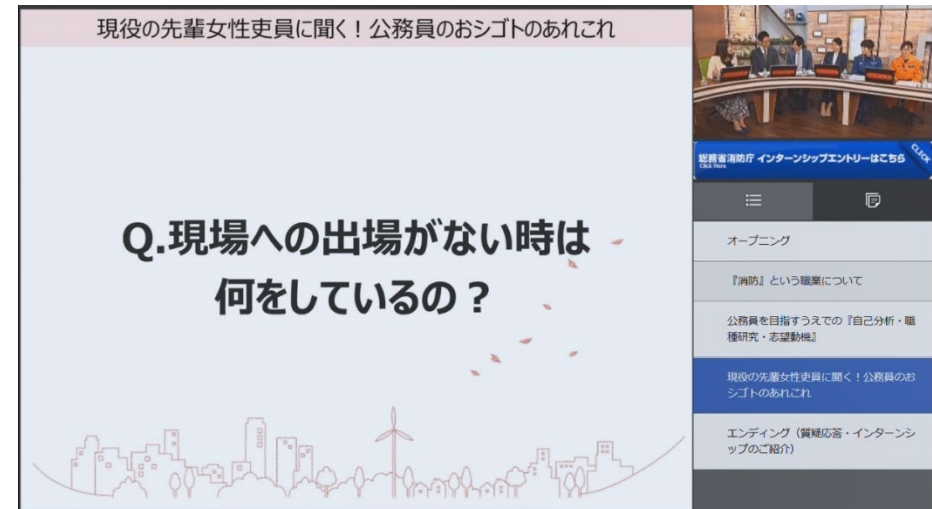 現役の先輩女性吏員に聞く！公務員のおシゴトのあれこれ
Q.現場への出場がない時は
何をしているの？
総務省消防庁 インターンシップエントリーはこちら
Click Here
CLICK
オープニング
『消防』という職業について
公務員を目指すうえでの『自己分析・職
種研究・志望動機』
現役の先輩女性吏員に聞く！公務員のお
シゴトのあれこれ
エンディング（質疑応答・インターンシ
ップのご紹介）